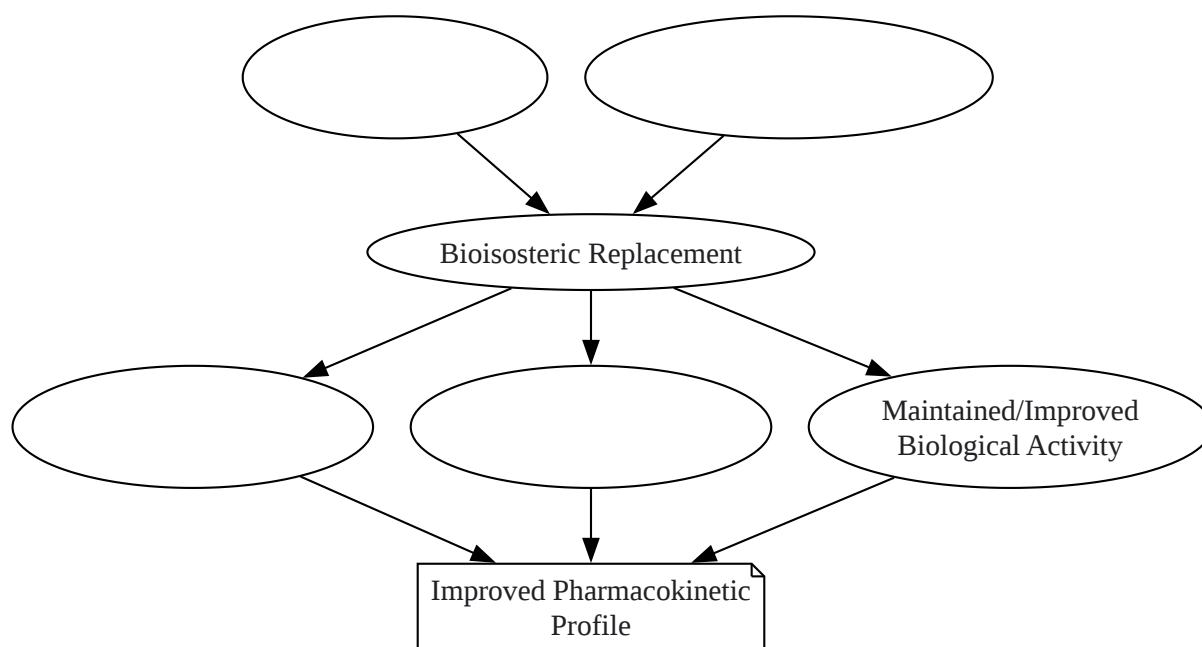 Bioisosteric Replacement
Maintained/Improved
Biological Activity
Improved Pharmacokinetic
Profile